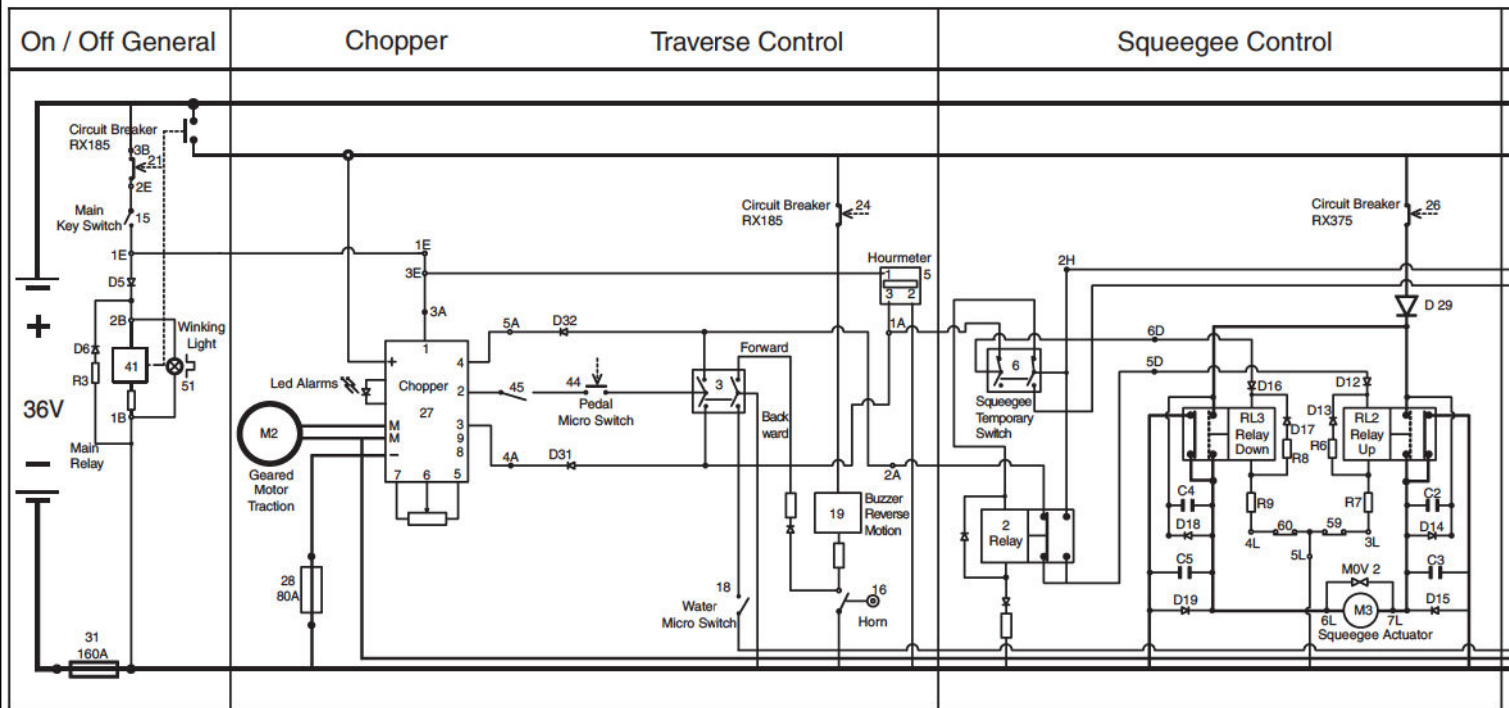 On / Off General
Chopper
Traverse Control
Squeegee Control
Circuit Breaker
RX185
3B
21
2E
Main
Key Switch
15
1E
D5
2B
Winking
Light
D6
41
R3
51
1B
36V
+
Main
Relay
31
160A
1E
3E
3A
1
+
4
Led Alarms
Chopper
2
27
M
3
M
9
8
7
6
5
M2
Geared
Motor
Traction
28
80A
5A
D32
45
44
Pedal
Micro Switch
4A
D31
Forward
3
Back
ward
18
Water
Micro Switch
Circuit Breaker
RX185
24
Hourmeter
1
5
3
2
1A
2A
19
Buzzer
Reverse
Motion
16
Horn
2H
6
Squeegee
Temporary
Switch
2
Relay
6D
5D
Circuit Breaker
RX375
26
D 29
D16
D12
RL3
Relay
Down
D17
R8
D13
R6
RL2
Relay
Up
C4
R9
R7
C2
D18
60
59
D14
4L
3L
5L
C5
M0V 2
C3
D19
M3
D15
6L
7L
Squeegee Actuator